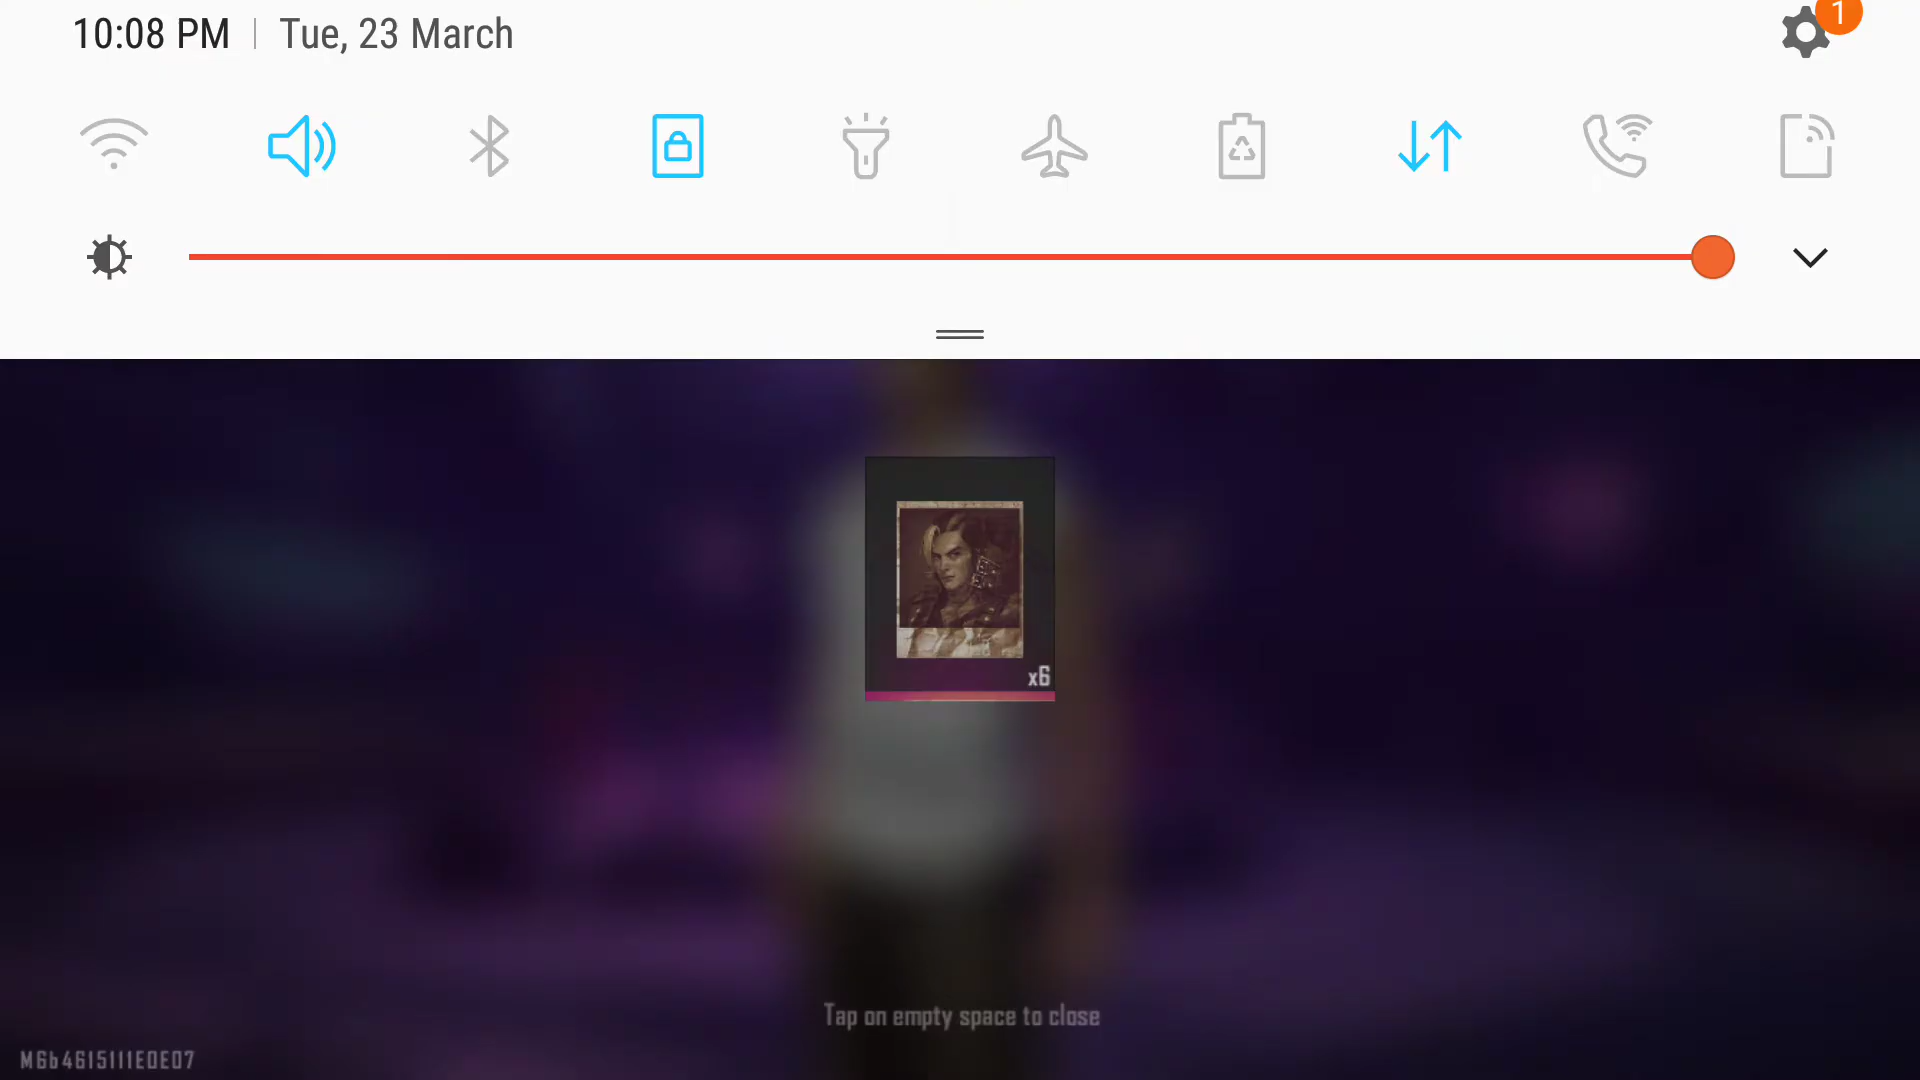 10:08 PM | Tue, 23 March
1
x6
Tap on empty space to close
M6b4615111E0E07